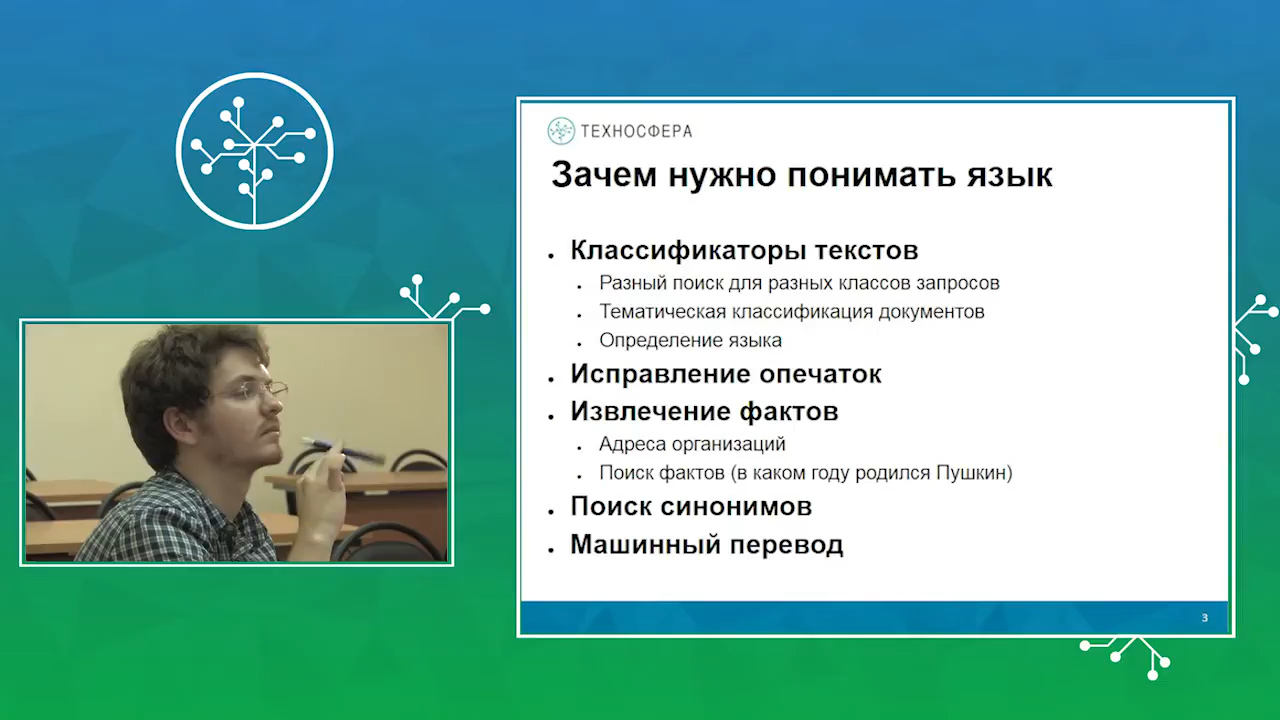 ТЕХНОСФЕРА
Зачем нужно понимать язык
Классификаторы текстов
Разный поиск для разных классов запросов
Тематическая классификация документов
Определение языка
Исправление опечаток
Извлечение фактов
Адреса организаций
Поиск фактов (в каком году родился Пушкин)
Поиск синонимов
Машинный перевод
3